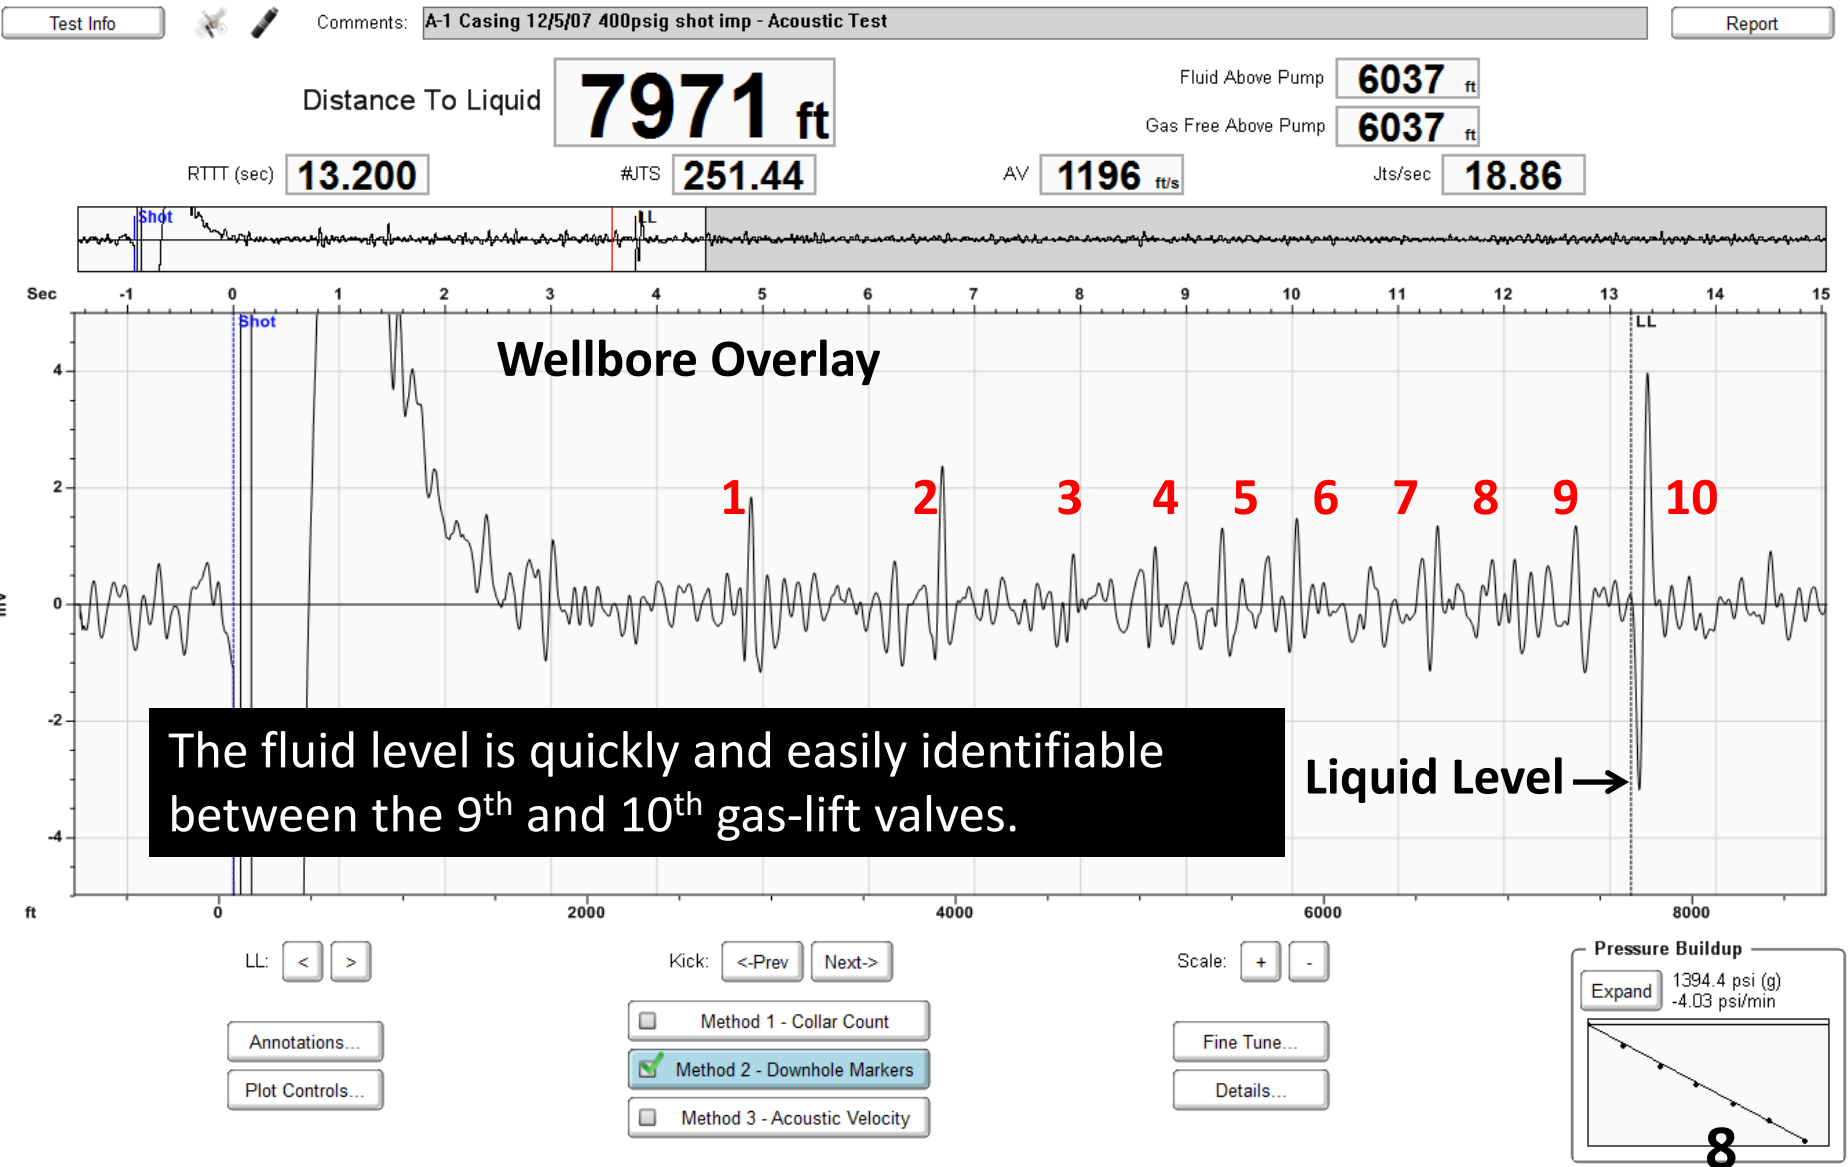 Test Info
Comments: A-1 Casing 12/5/07 400psig shot imp - Acoustic Test
Report
Distance To Liquid 7971 ft
Fluid Above Pump 6037 ft
Gas Free Above Pump 6037 ft
RTTT (sec) 13.200 #JTS 251.44 AV 1196 ft/s Jts/sec 18.86
Shot LL
Sec -1 0 1 2 3 4 5 6 7 8 9 10 11 12 13 14 15
Shot LL
Wellbore Overlay
4
2
0
-2
-4
mV
1 2 3 4 5 6 7 8 9 10
The fluid level is quickly and easily identifiable
between the 9th and 10th gas-lift valves.
Liquid Level
ft 0 2000 4000 6000 8000
LL: < >
Kick: <-Prev Next->
Scale: + -
Annotations...
Plot Controls...
Method 1 - Collar Count
Method 2 - Downhole Markers
Method 3 - Acoustic Velocity
Fine Tune...
Details...
Pressure Buildup
Expand
1394.4 psi (g)
-4.03 psi/min
8